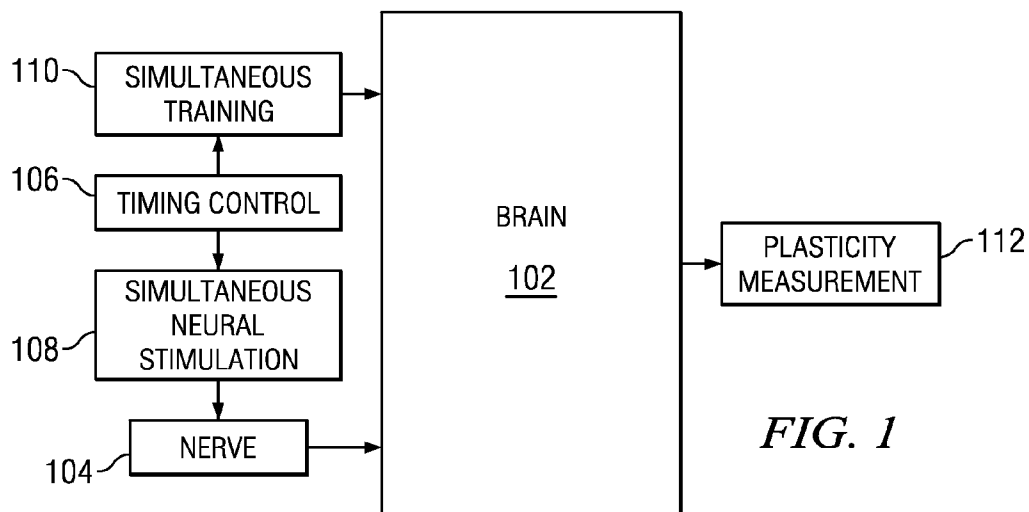 110
SIMULTANEOUS
TRAINING
106
TIMING CONTROL
108
SIMULTANEOUS
NEURAL
STIMULATION
104
NERVE
BRAIN
102
PLASTICITY
MEASUREMENT
112
FIG. 1